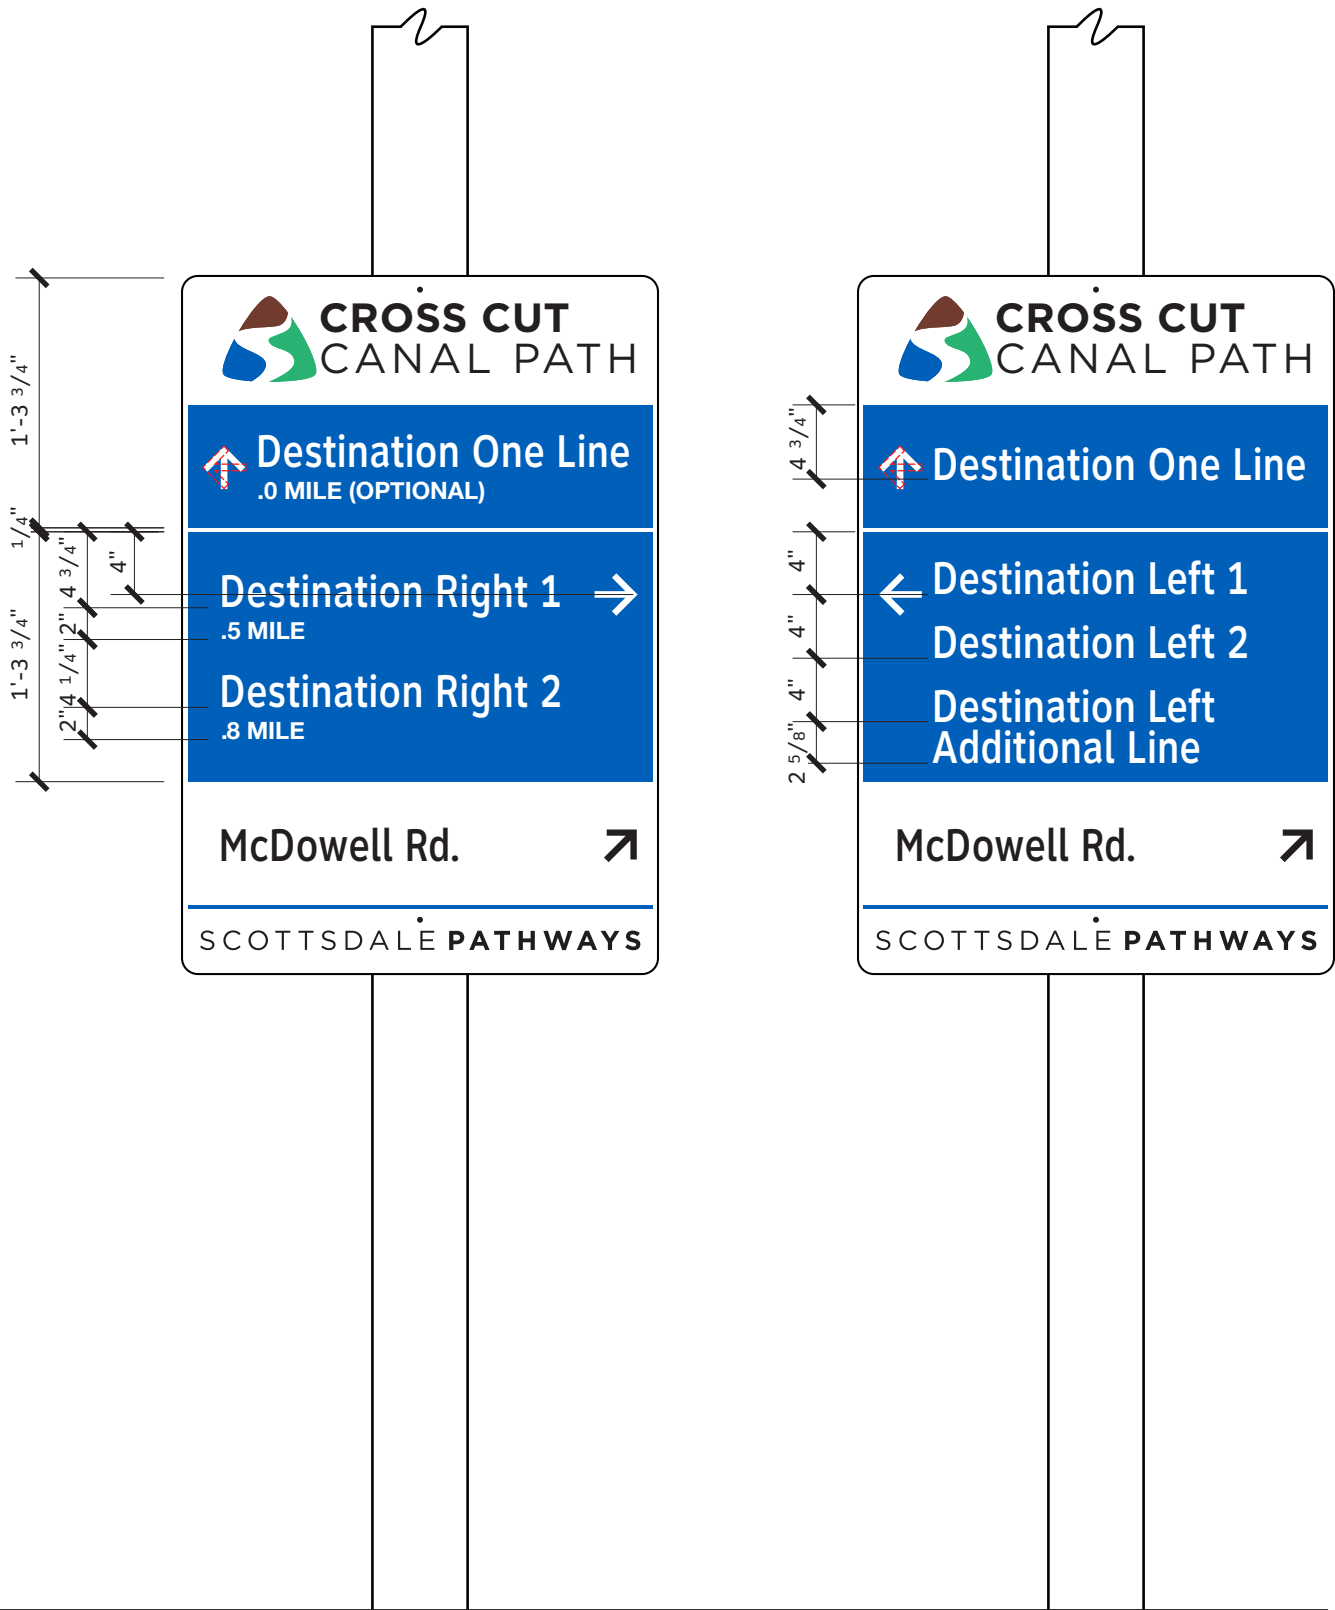 CROSS CUT
CANAL PATH
Destination One Line
.0 MILE (OPTIONAL)
Destination Right 1
.5 MILE
Destination Right 2
.8 MILE
McDowell Rd.
SCOTTSDALE PATHWAYS
1'-3 3/4"
1/4"
1'-3 3/4"
4 3/4"
2"
4 1/4"
2"
4"
CROSS CUT
CANAL PATH
Destination One Line
Destination Left 1
Destination Left 2
Destination Left
Additional Line
McDowell Rd.
SCOTTSDALE PATHWAYS
4 3/4"
4"
4"
4"
2 5/8"